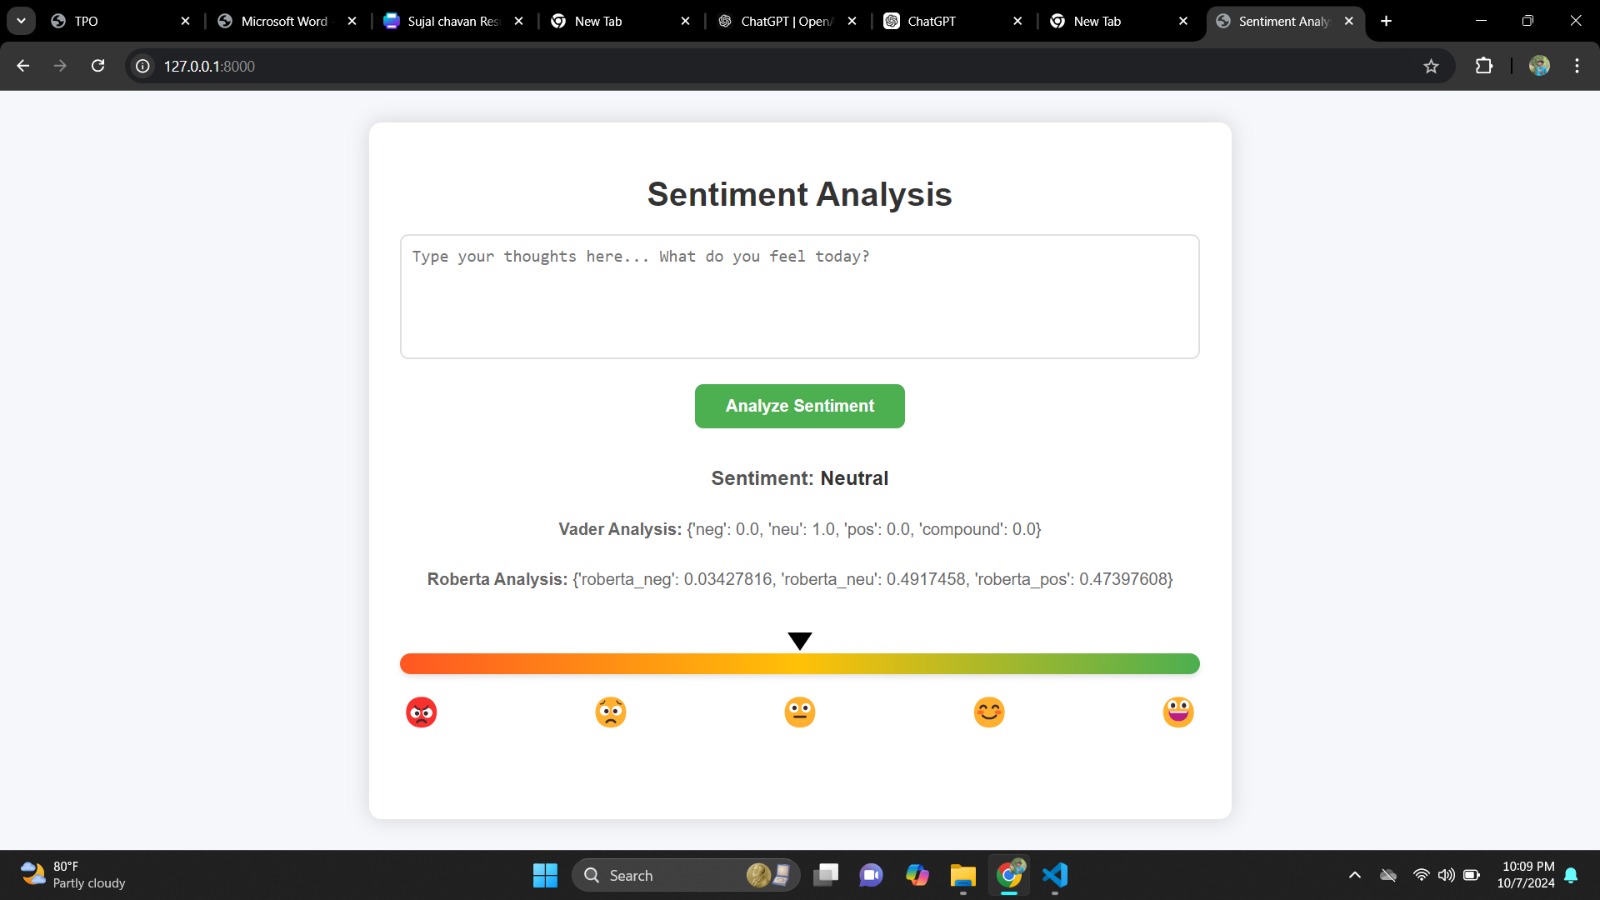 TPO
Microsoft Word -
Sujal chavan Res
New Tab
ChatGPT | OpenA
ChatGPT
New Tab
Sentiment Analy
127.0.0.1:8000
Sentiment Analysis
Type your thoughts here... What do you feel today?
Analyze Sentiment
Sentiment: Neutral
Vader Analysis: {'neg': 0.0, 'neu': 1.0, 'pos': 0.0, 'compound': 0.0}
Roberta Analysis: {'roberta_neg': 0.03427816, 'roberta_neu': 0.4917458, 'roberta_pos': 0.47397608}
80°F
Partly cloudy
Search
10:09 PM
10/7/2024